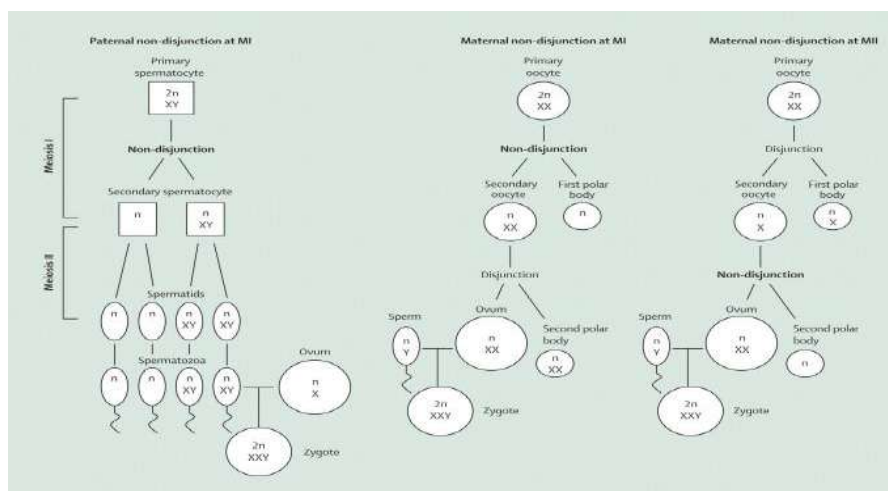 Paternal non-disjunction at MI
Primary
spermatocyte
2n
XY
Meiosis I
Non-disjunction
Secondary spermatocyte
n
n
XY
Meiosis II
Spermatids
n
n
n
XY
n
XY
Spermatozoa
n
n
n
XY
n
XY
Ovum
n
X
2n
XXY
Zygote
Maternal non-disjunction at MI
Primary
oocyte
2n
XX
Non-disjunction
Secondary
oocyte
First polar
body
n
XX
n
Disjunction
Sperm
Ovum
n
Y
n
XX
Second polar
body
n
XX
2n
XXY
Zygote
Maternal non-disjunction at MII
Primary
oocyte
2n
XX
Disjunction
Secondary
oocyte
First polar
body
n
X
n
X
Non-disjunction
Sperm
Ovum
n
Y
n
XX
Second polar
body
n
2n
XXY
Zygote